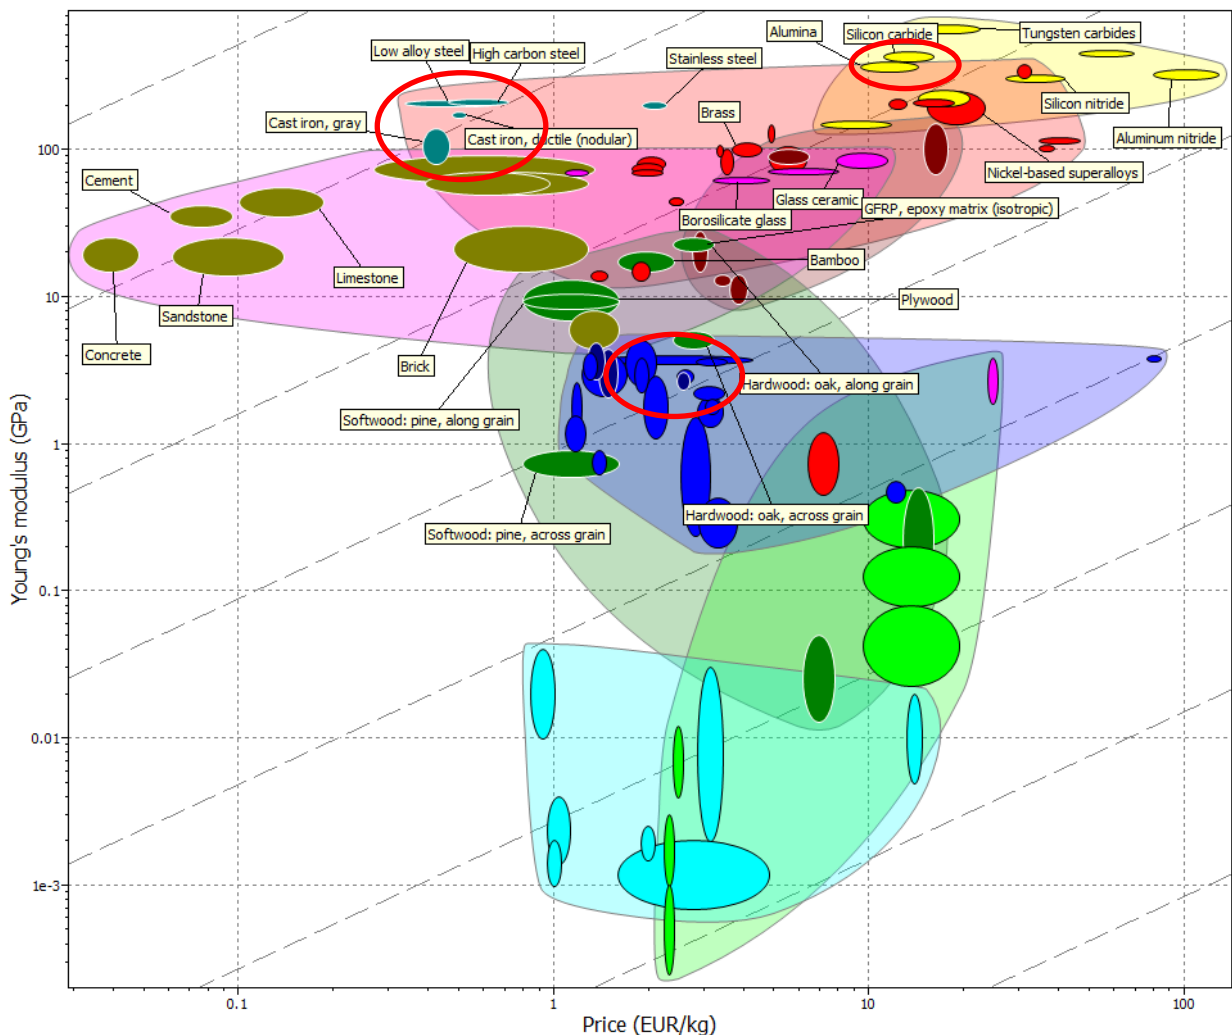 Alumina
Silicon carbide
Tungsten carbides
Low alloy steel
High carbon steel
Stainless steel
Silicon nitride
Cast iron, gray
Brass
Cast iron, ductile (nodular)
Aluminum nitride
100
Nickel-based superalloys
Cement
Glass ceramic
GFRP, epoxy matrix (isotropic)
Borosilicate glass
Bamboo
Limestone
10
Plywood
Sandstone
Concrete
Brick
Hardwood: oak, along grain
Softwood: pine, along grain
1
Hardwood: oak, across grain
Softwood: pine, across grain
0.1
0.01
1e-3
Young's modulus (GPa)
0.1
1
10
100
Price (EUR/kg)